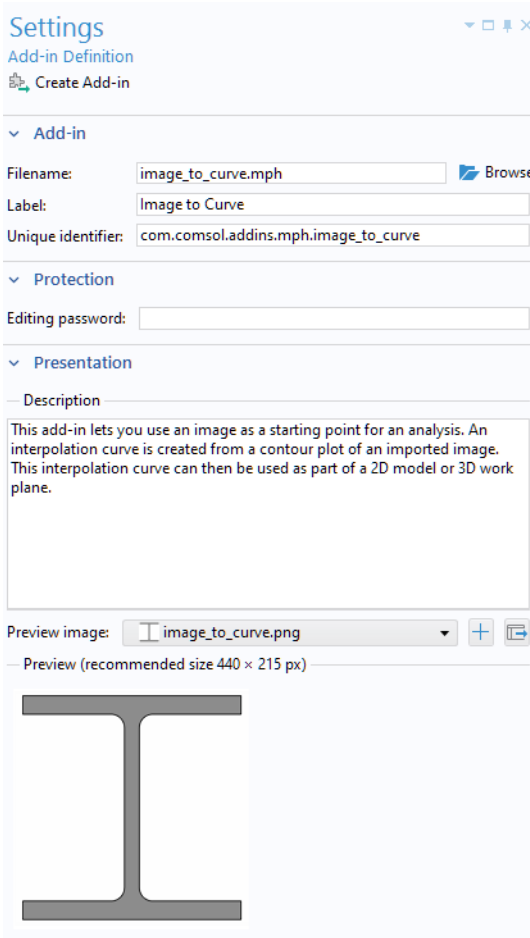 Settings
Add-in Definition
Create Add-in
Add-in
Filename: image_to_curve.mph Browse
Label: Image to Curve
Unique identifier: com.comsol.addins.mph.image_to_curve
Protection
Editing password:
Presentation
Description
This add-in lets you use an image as a starting point for an analysis. An
interpolation curve is created from a contour plot of an imported image.
This interpolation curve can then be used as part of a 2D model or 3D work
plane.
Preview image: image_to_curve.png
Preview (recommended size 440 × 215 px)